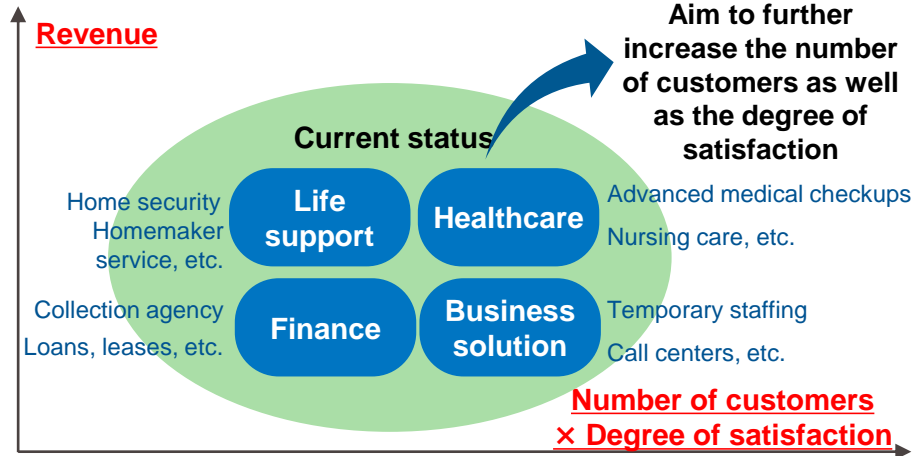 Revenue
Aim to further
increase the number
of customers as well
as the degree of
satisfaction
Current status
Home security
Homemaker
service, etc.
Life
support
Healthcare
Advanced medical checkups
Nursing care, etc.
Collection agency
Loans, leases, etc.
Finance
Business
solution
Temporary staffing
Call centers, etc.
Number of customers
× Degree of satisfaction